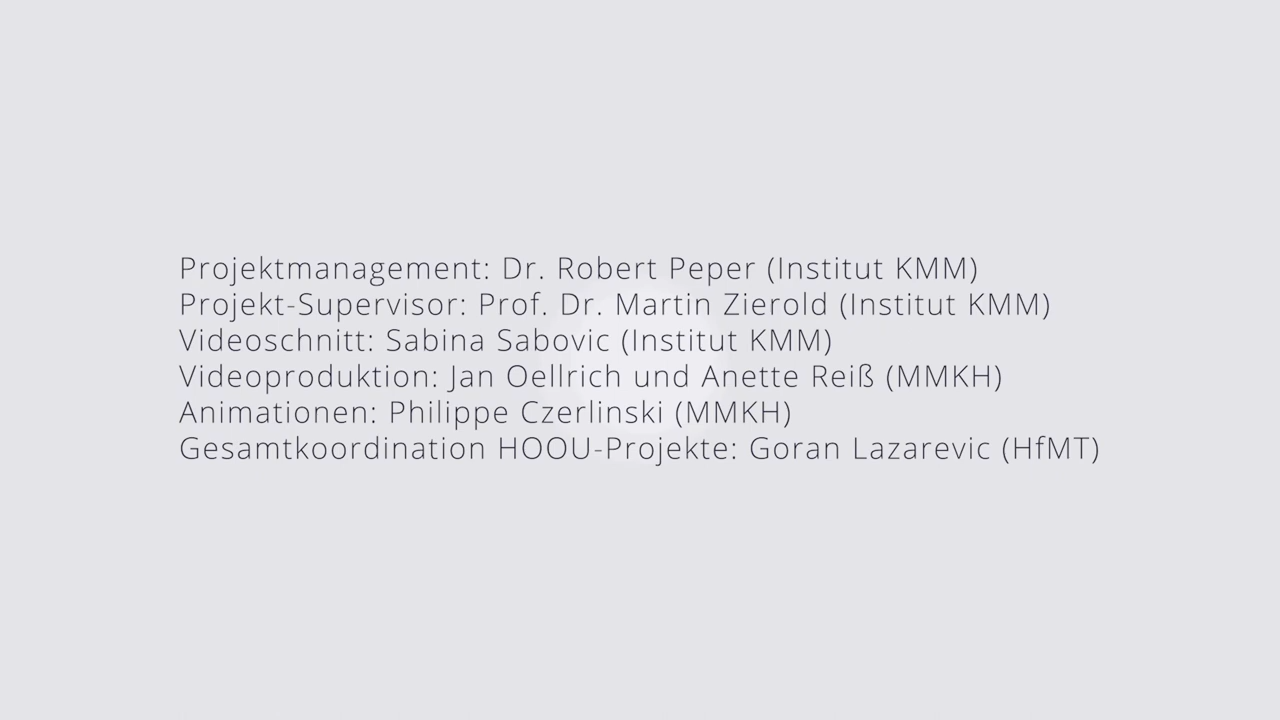 Projektmanagement: Dr. Robert Peper (Institut KMM)
Projekt-Supervisor: Prof. Dr. Martin Zierold (Institut KMM)
Videoschnitt: Sabina Sabovic (Institut KMM)
Videoproduktion: Jan Oellrich und Anette Reiß (MMKH)
Animationen: Philippe Czerlinski (MMKH)
Gesamtkoordination HOOU-Projekte: Goran Lazarevic (HfMT)